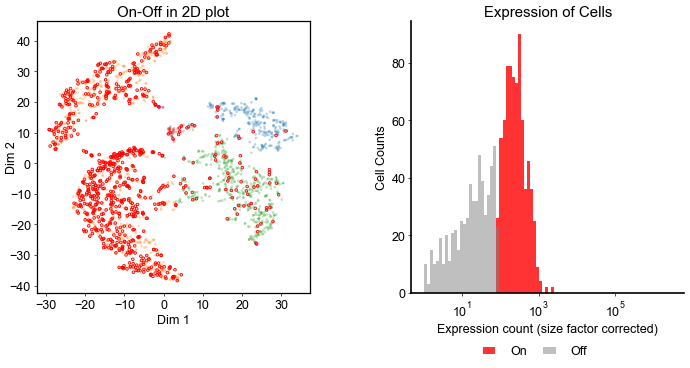 On-Off in 2D plot
40
30
20
10
0
−10
−20
−30
−40
Dim 2
−30 −20 −10 0 10 20 30
Dim 1
Expression of Cells
80
60
40
20
0
Cell Counts
10^1 10^3 10^5
Expression count (size factor corrected)
On Off